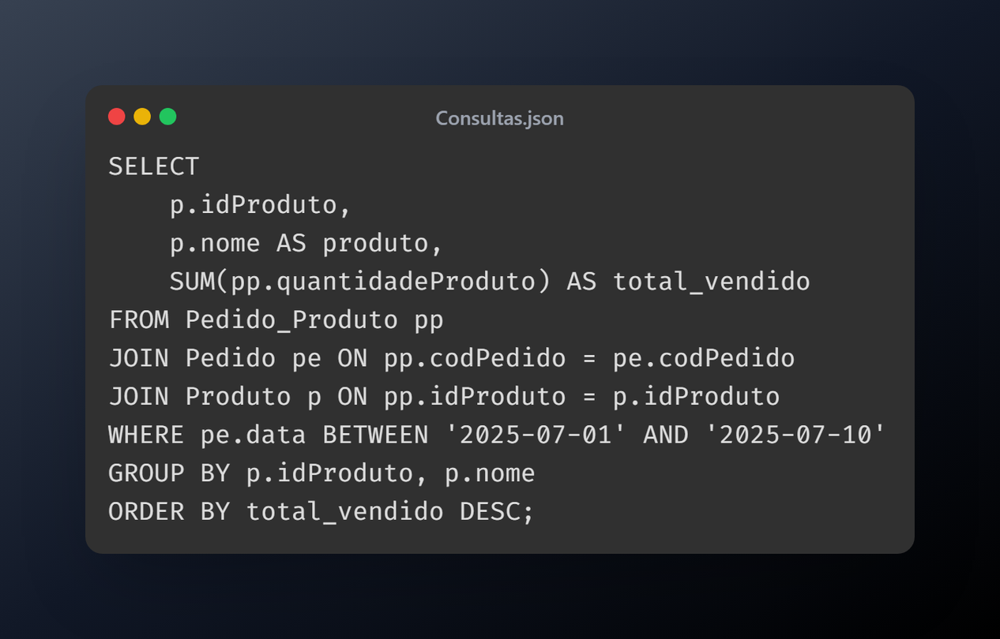 Consultas.json
SELECT
    p.idProduto,
    p.nome AS produto,
    SUM(pp.quantidadeProduto) AS total_vendido
FROM Pedido_Produto pp
JOIN Pedido pe ON pp.codPedido = pe.codPedido
JOIN Produto p ON pp.idProduto = p.idProduto
WHERE pe.data BETWEEN '2025-07-01' AND '2025-07-10'
GROUP BY p.idProduto, p.nome
ORDER BY total_vendido DESC;